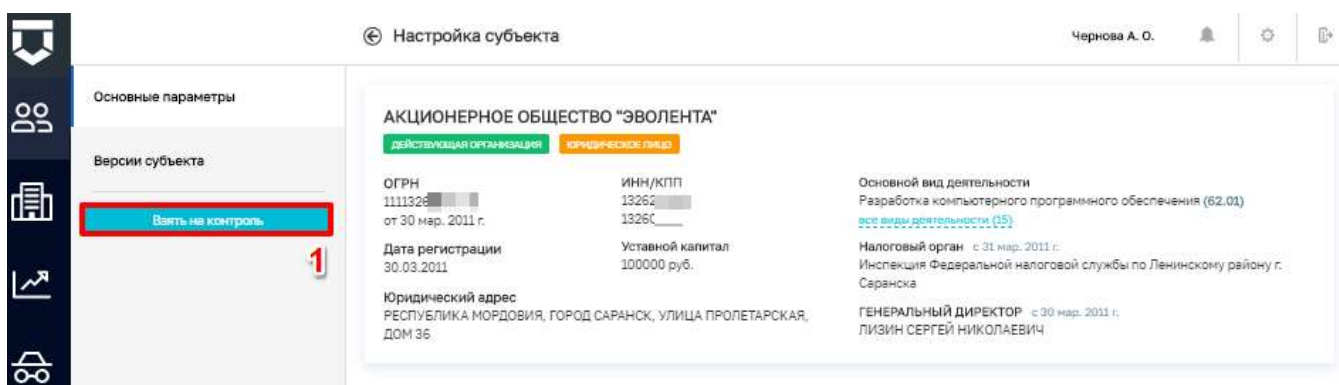 Настройка субъекта
Чернова А. О.
Основные параметры
Версии субъекта
Взять на контроль
1
АКЦИОНЕРНОЕ ОБЩЕСТВО "ЭВОЛЕНТА"
ДЕЙСТВУЮЩАЯ ОРГАНИЗАЦИЯ ЮРИДИЧЕСКОЕ ЛИЦО
ОГРН
1111326
от 30 мар. 2011 г.
Дата регистрации
30.03.2011
Юридический адрес
РЕСПУБЛИКА МОРДОВИЯ, ГОРОД САРАНСК, УЛИЦА ПРОЛЕТАРСКАЯ,
ДОМ 36
ИНН/КПП
13262
1326
Уставной капитал
100000 руб.
Основной вид деятельности
Разработка компьютерного программного обеспечения (62.01)
все виды деятельности (15)
Налоговый орган с 31 мар. 2011 г.
Инспекция Федеральной налоговой службы по Ленинскому району г.
Саранска
ГЕНЕРАЛЬНЫЙ ДИРЕКТОР с 30 мар. 2011 г.
ЛИЗИН СЕРГЕЙ НИКОЛАЕВИЧ